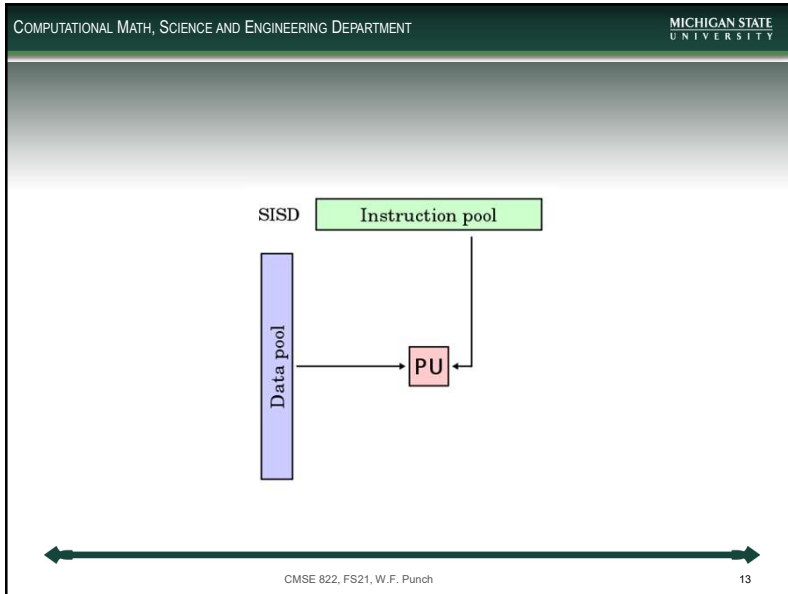 COMPUTATIONAL MATH, SCIENCE AND ENGINEERING DEPARTMENT
MICHIGAN STATE
UNIVERSITY
SISD
Instruction pool
Data pool
PU
CMSE 822, FS21, W.F. Punch
13